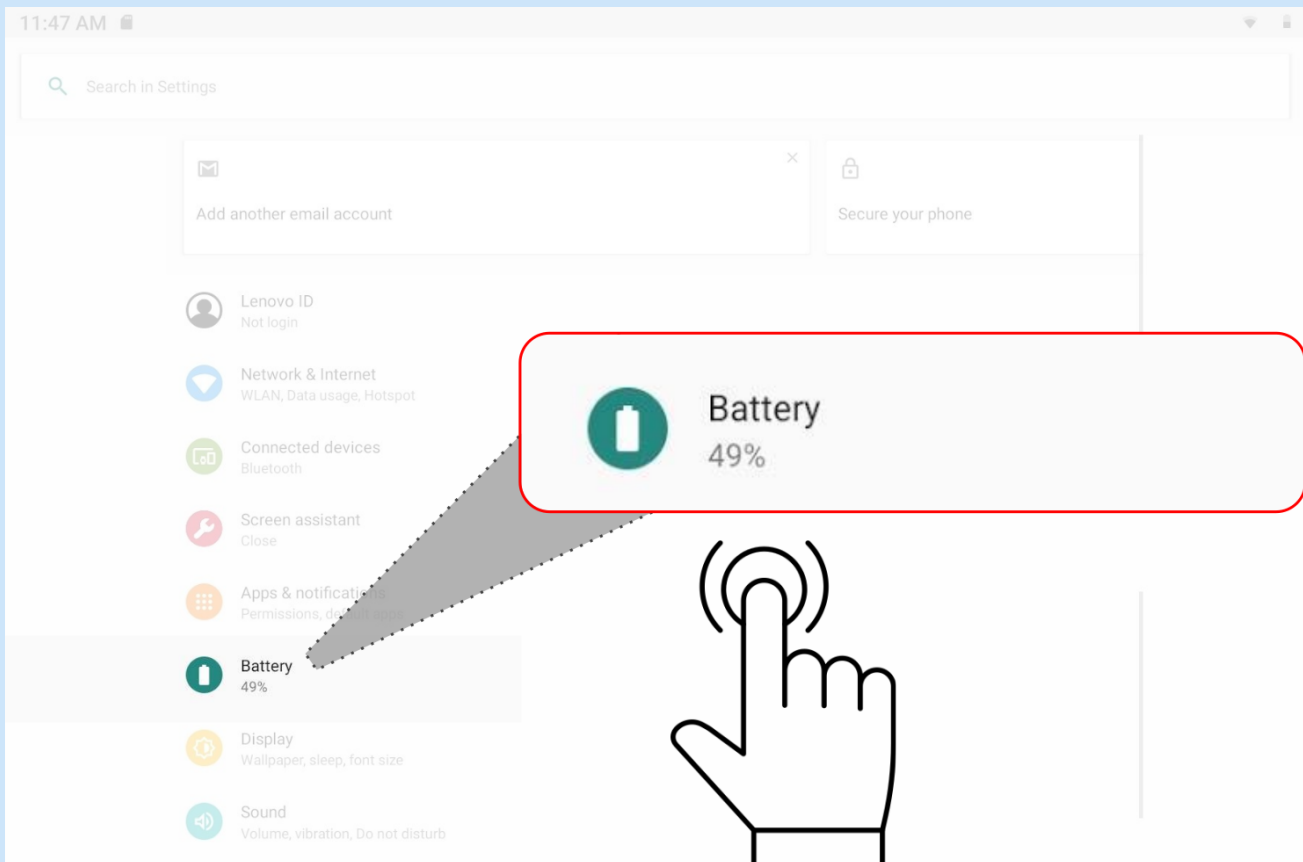 11:47 AM
Search in Settings
Add another email account
Secure your phone
Lenovo ID
Not login
Network & Internet
WLAN, Data usage, Hotspot
Connected devices
Bluetooth
Screen assistant
Close
Apps & notifications
Permissions, default apps
Battery
49%
Battery
49%
Display
Wallpaper, sleep, font size
Sound
Volume, vibration, Do not disturb